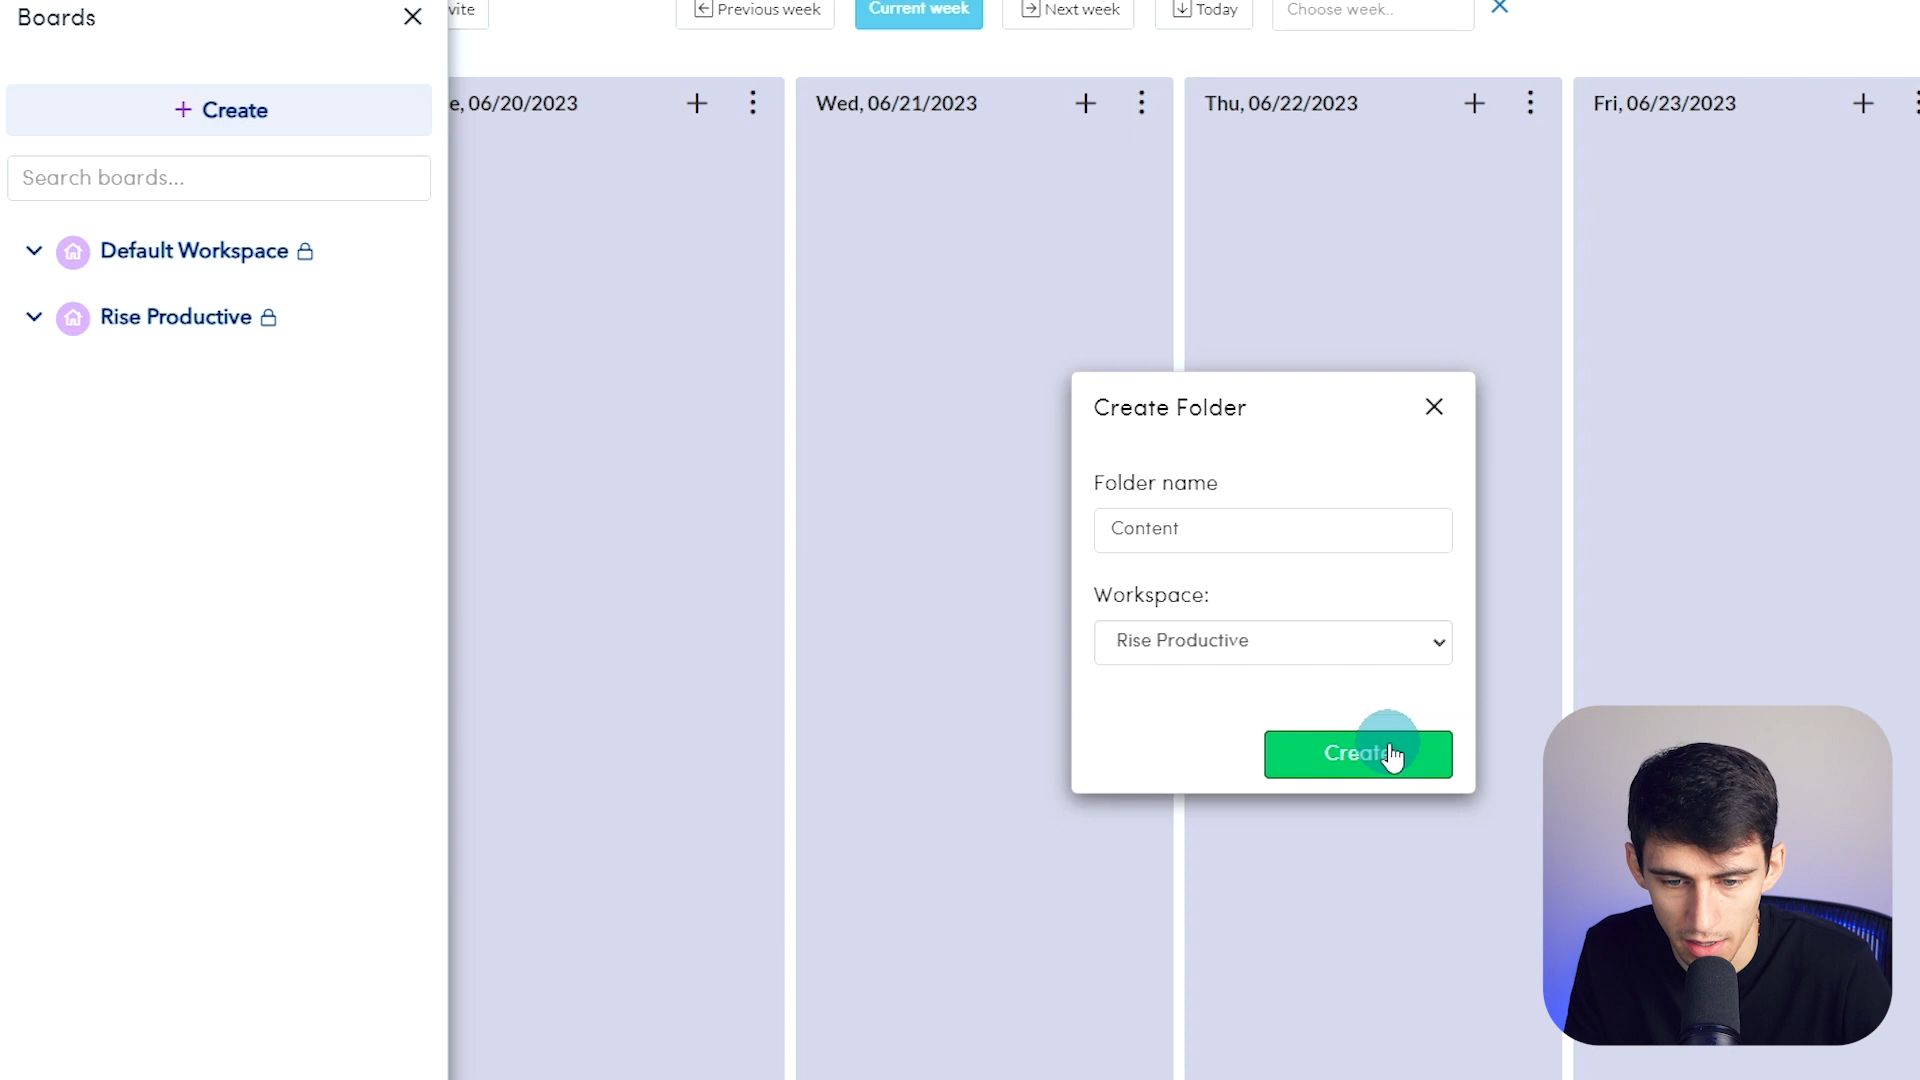 Boards
vite
Previous week
Current week
Next week
Today
Choose week..
+ Create
e, 06/20/2023
Wed, 06/21/2023
Thu, 06/22/2023
Fri, 06/23/2023
Search boards...
Default Workspace
Rise Productive
Create Folder
Folder name
Content
Workspace:
Rise Productive
Create